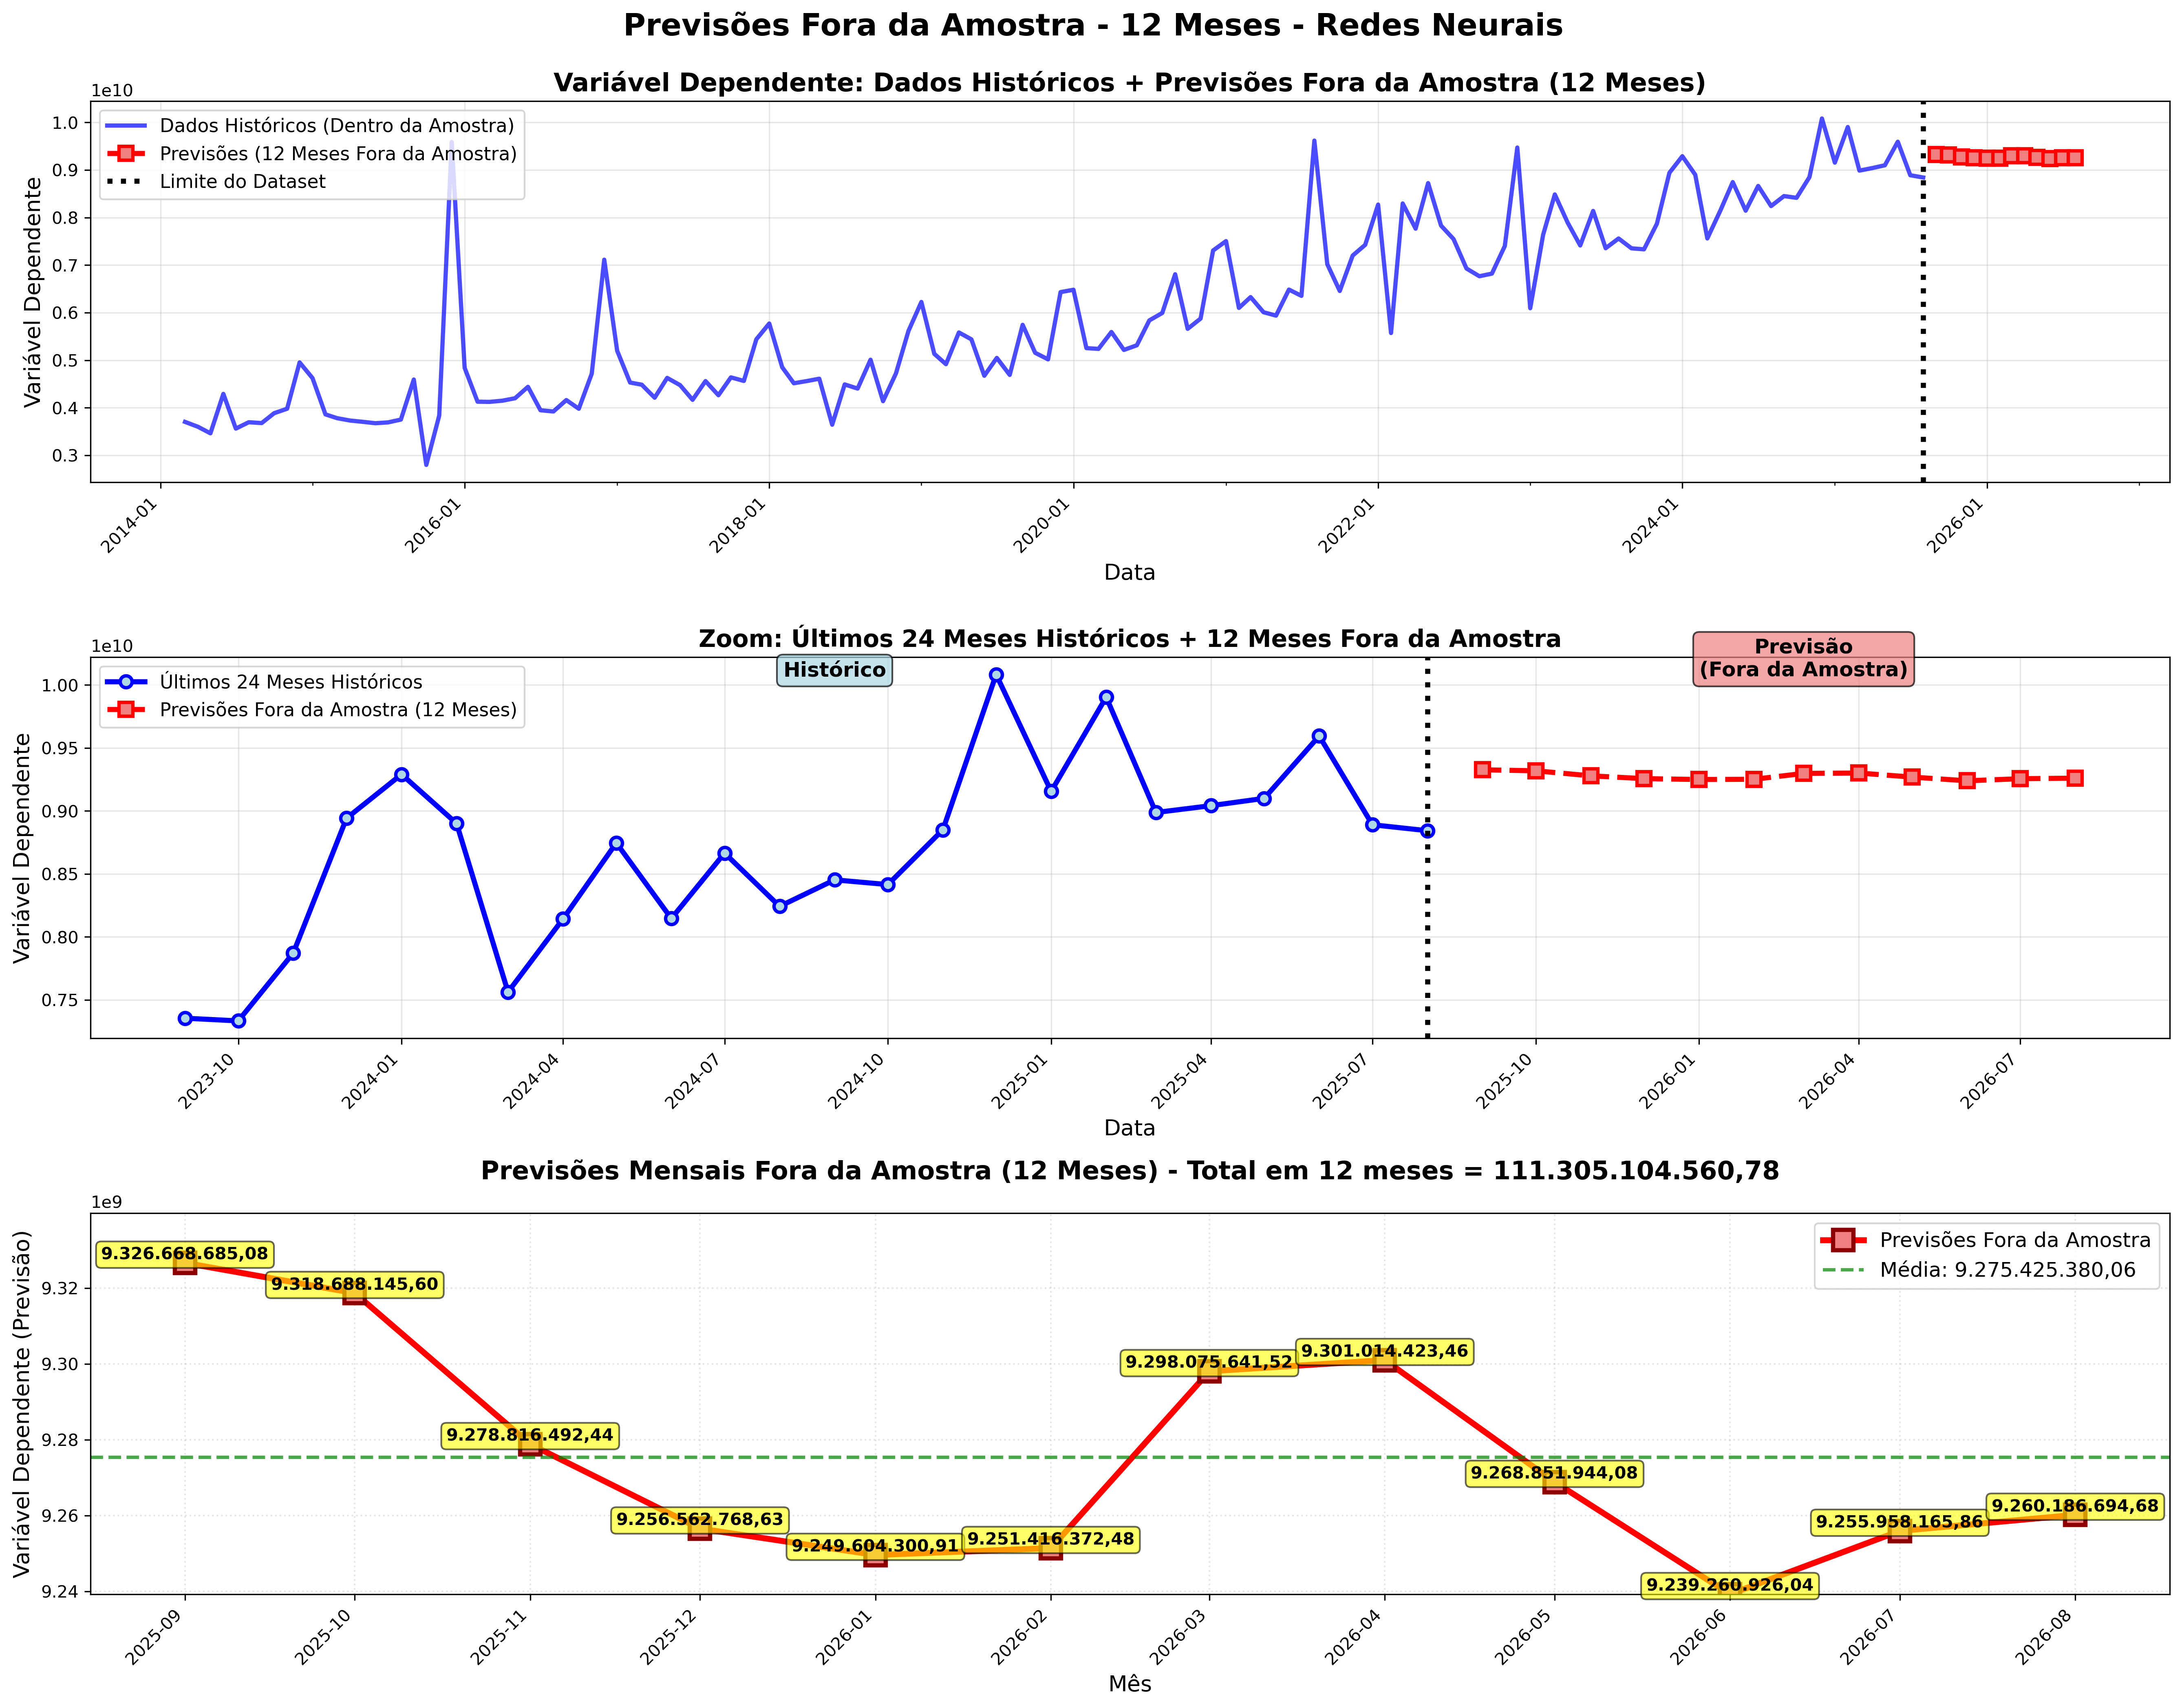 Previsões Fora da Amostra - 12 Meses - Redes Neurais
Variável Dependente: Dados Históricos + Previsões Fora da Amostra (12 Meses)
1e10
Dados Históricos (Dentro da Amostra)
Previsões (12 Meses Fora da Amostra)
Limite do Dataset
Variável Dependente
1.0
0.9
0.8
0.7
0.6
0.5
0.4
0.3
2014-01
2016-01
2018-01
2020-01
2022-01
2024-01
2026-01
Data
Zoom: Últimos 24 Meses Históricos + 12 Meses Fora da Amostra
1e10
Últimos 24 Meses Históricos
Previsões Fora da Amostra (12 Meses)
Histórico
Previsão
(Fora da Amostra)
Variável Dependente
1.00
0.95
0.90
0.85
0.80
0.75
2023-10
2024-01
2024-04
2024-07
2024-10
2025-01
2025-04
2025-07
2025-10
2026-01
2026-04
2026-07
Data
Previsões Mensais Fora da Amostra (12 Meses) - Total em 12 meses = 111.305.104.560,78
1e9
Previsões Fora da Amostra
Média: 9.275.425.380,06
Variável Dependente (Previsão)
9.32
9.30
9.28
9.26
9.24
9.326.668.685,08
9.318.688.145,60
9.278.816.492,44
9.256.562.768,63
9.249.604.300,91
9.251.416.372,48
9.298.075.641,52
9.301.014.423,46
9.268.851.944,08
9.239.260.926,04
9.255.958.165,86
9.260.186.694,68
2025-09
2025-10
2025-11
2025-12
2026-01
2026-02
2026-03
2026-04
2026-05
2026-06
2026-07
2026-08
Mês